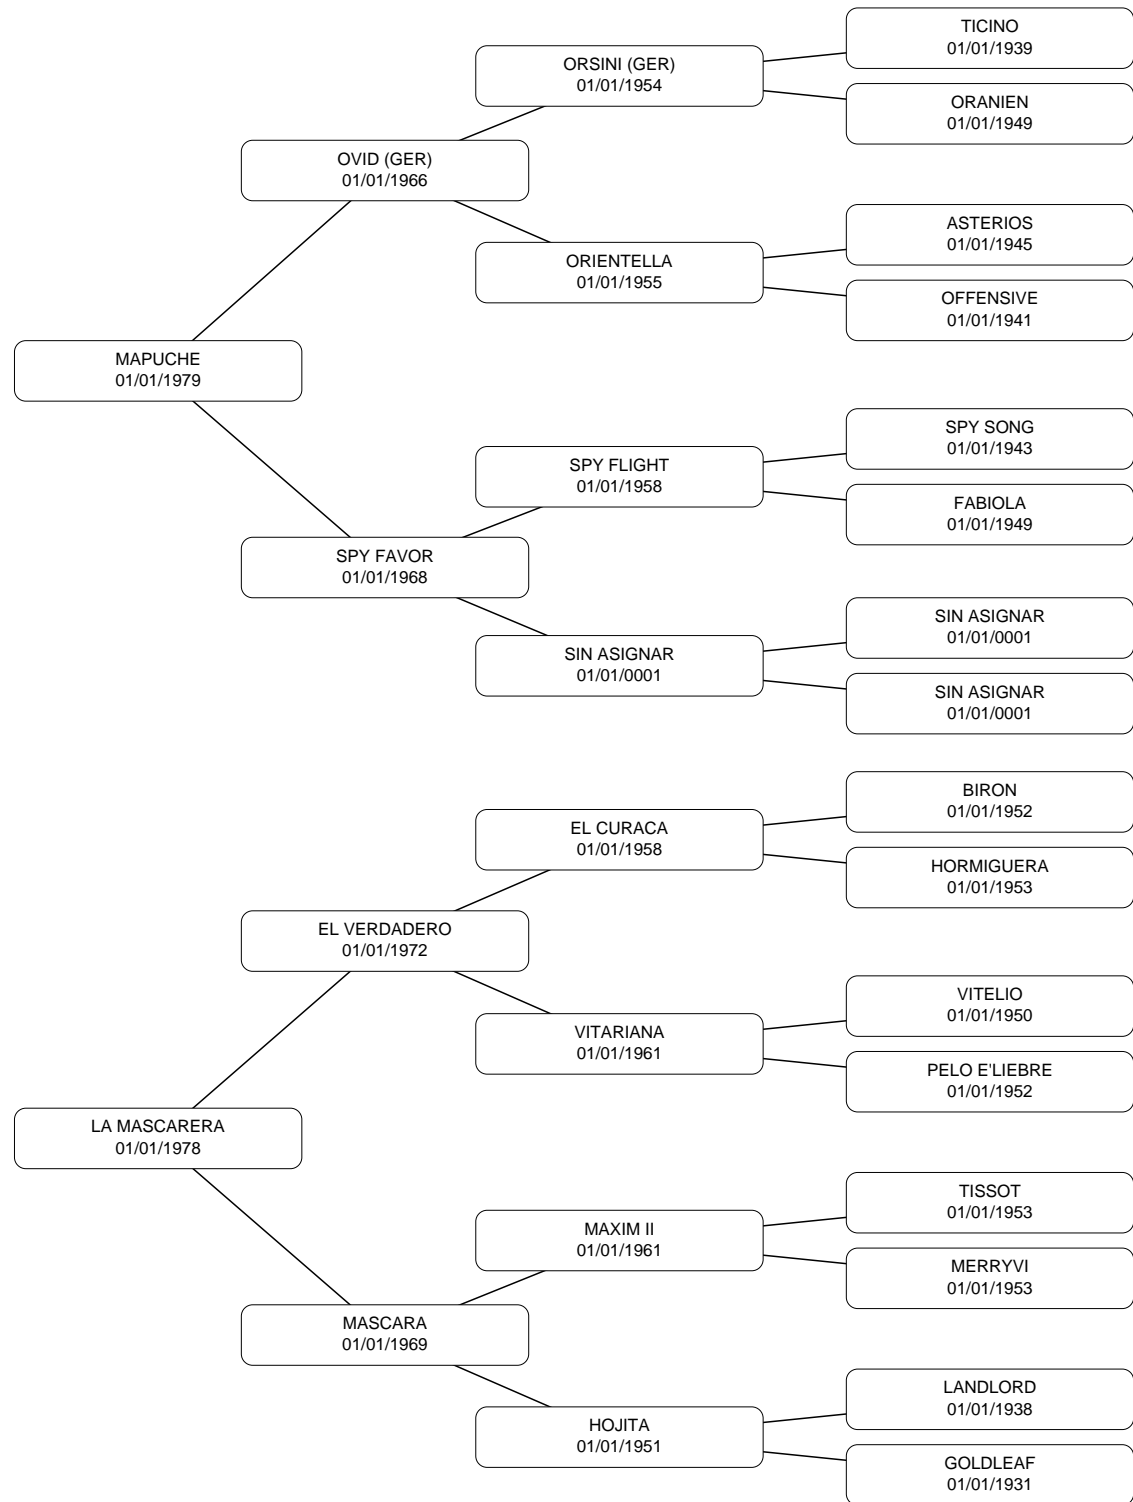 TICINO
01/01/1939
ORSINI (GER)
01/01/1954
ORANIEN
01/01/1949
OVID (GER)
01/01/1966
ASTERIOS
01/01/1945
ORIENTELLA
01/01/1955
OFFENSIVE
01/01/1941
MAPUCHE
01/01/1979
SPY SONG
01/01/1943
SPY FLIGHT
01/01/1958
FABIOLA
01/01/1949
SPY FAVOR
01/01/1968
SIN ASIGNAR
01/01/0001
SIN ASIGNAR
01/01/0001
SIN ASIGNAR
01/01/0001
BIRON
01/01/1952
EL CURACA
01/01/1958
HORMIGUERA
01/01/1953
EL VERDADERO
01/01/1972
VITELIO
01/01/1950
VITARIANA
01/01/1961
PELO E'LIEBRE
01/01/1952
LA MASCARERA
01/01/1978
TISSOT
01/01/1953
MAXIM II
01/01/1961
MERRYVI
01/01/1953
MASCARA
01/01/1969
LANDLORD
01/01/1938
HOJITA
01/01/1951
GOLDLEAF
01/01/1931